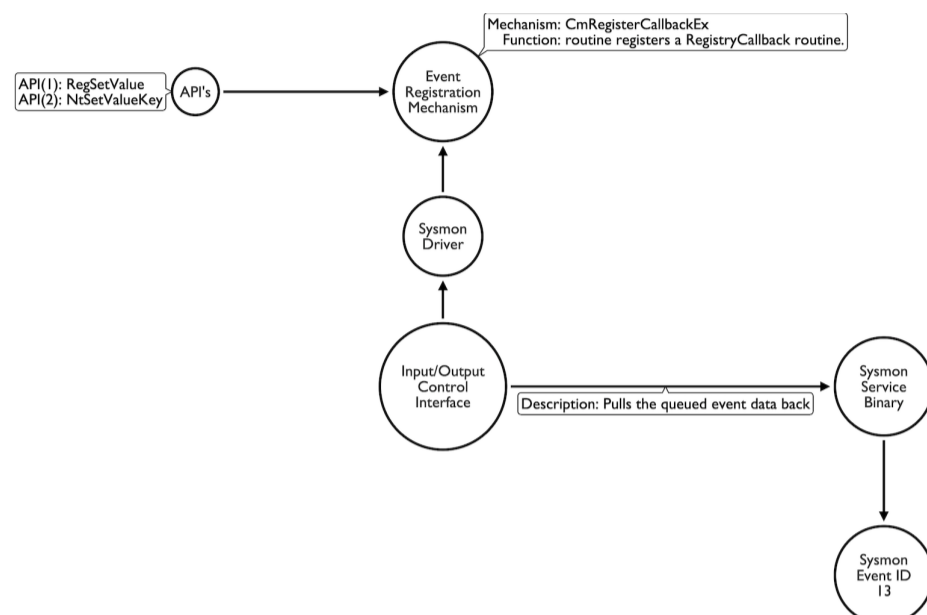 Mechanism: CmRegisterCallbackEx
Function: routine registers a RegistryCallback routine.
API(1): RegSetValue
API(2): NtSetValueKey
API's
Event
Registration
Mechanism
Sysmon
Driver
Input/Output
Control
Interface
Description: Pulls the queued event data back
Sysmon
Service
Binary
Sysmon
Event ID
13